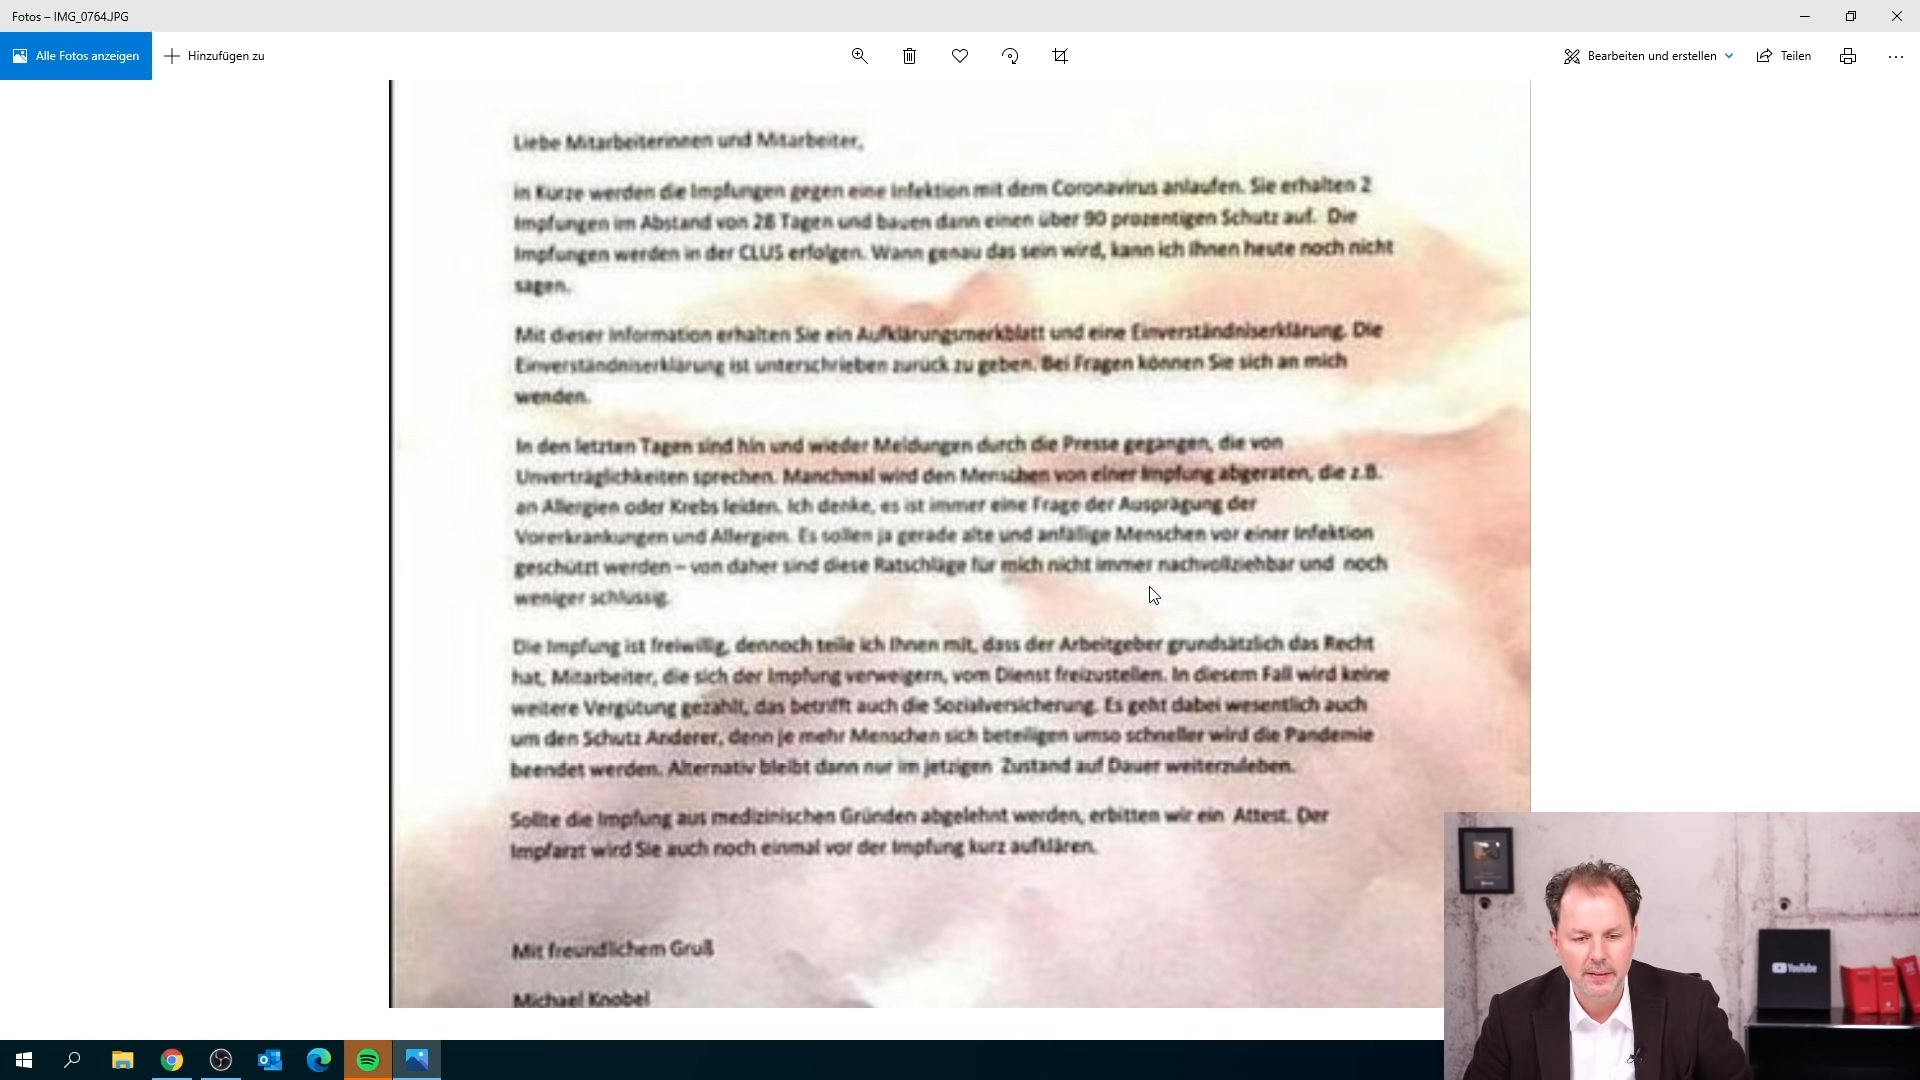 Fotos – IMG_0764.JPG
Alle Fotos anzeigen
Hinzufügen zu
Bearbeiten und erstellen
Teilen
Liebe Mitarbeiterinnen und Mitarbeiter,
in Kürze werden die Impfungen gegen eine Infektion mit dem Coronavirus anlaufen. Sie erhalten 2
Impfungen im Abstand von 28 Tagen und bauen dann einen über 90 prozentigen Schutz auf. Die
Impfungen werden in der CLUS erfolgen. Wann genau das sein wird, kann ich Ihnen heute noch nicht
sagen.
Mit dieser Information erhalten Sie ein Aufklärungsmerkblatt und eine Einverständniserklärung. Die
Einverständniserklärung ist unterschrieben zurück zu geben. Bei Fragen können Sie sich an mich
wenden.
In den letzten Tagen sind hin und wieder Meldungen durch die Presse gegangen, die von
Unverträglichkeiten sprechen. Manchmal wird den Menschen von einer Impfung abgeraten, die z.B.
an Allergien oder Krebs leiden. Ich denke, es ist immer eine Frage der Ausprägung der
Vorerkrankungen und Allergien. Es sollen ja gerade alte und anfällige Menschen vor einer Infektion
geschützt werden – von daher sind diese Ratschläge für mich nicht immer nachvollziehbar und noch
weniger schlüssig.
Die Impfung ist freiwillig, dennoch teile ich Ihnen mit, dass der Arbeitgeber grundsätzlich das Recht
hat, Mitarbeiter, die sich der Impfung verweigern, vom Dienst freizustellen. In diesem Fall wird keine
weitere Vergütung gezahlt, das betrifft auch die Sozialversicherung. Es geht dabei wesentlich auch
um den Schutz Anderer, denn je mehr Menschen sich beteiligen umso schneller wird die Pandemie
beendet werden. Alternativ bleibt dann nur im jetzigen Zustand auf Dauer weiterzuleben.
Sollte die Impfung aus medizinischen Gründen abgelehnt werden, erbitten wir ein Attest. Der
Impfarzt wird Sie auch noch einmal vor der Impfung kurz aufklären.
Mit freundlichem Gruß
Michael Knobel
YouTube